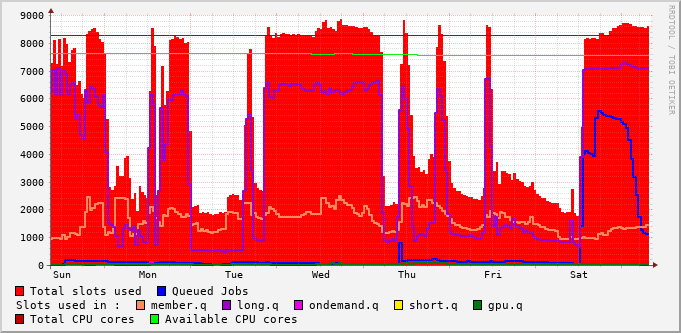 RRDTOOL / TOBI OETIKER
9000
8000
7000
6000
5000
4000
3000
2000
1000
0
Sun Mon Tue Wed Thu Fri Sat
Total slots used Queued Jobs
Slots used in : member.q long.q ondemand.q short.q gpu.q
Total CPU cores Available CPU cores